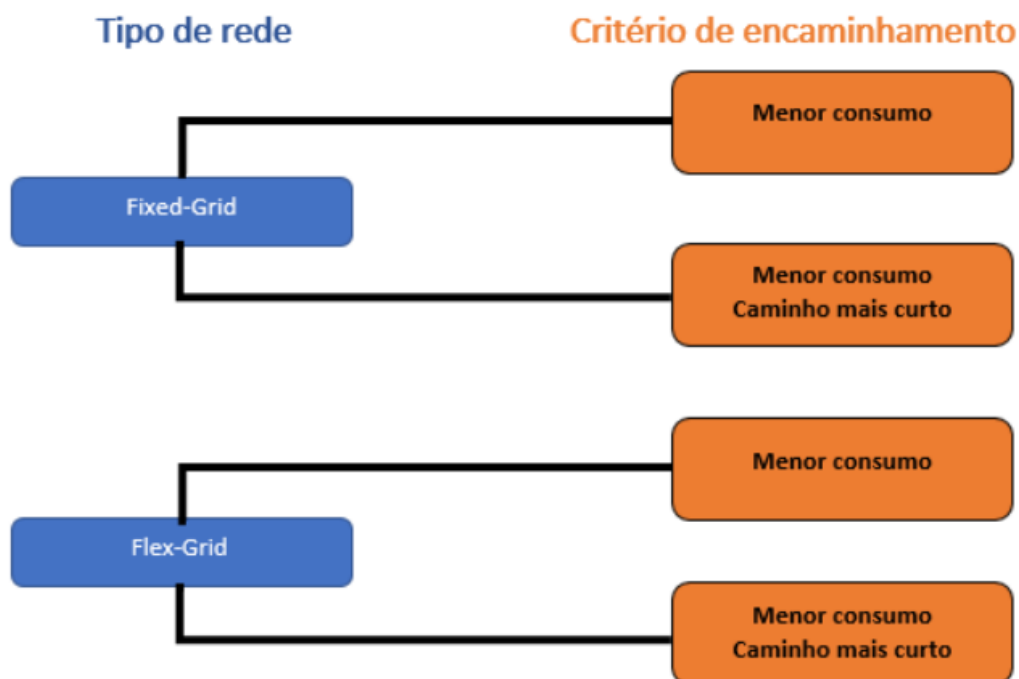 Tipo de rede
Critério de encaminhamento
Menor consumo
Fixed-Grid
Menor consumo
Caminho mais curto
Menor consumo
Flex-Grid
Menor consumo
Caminho mais curto